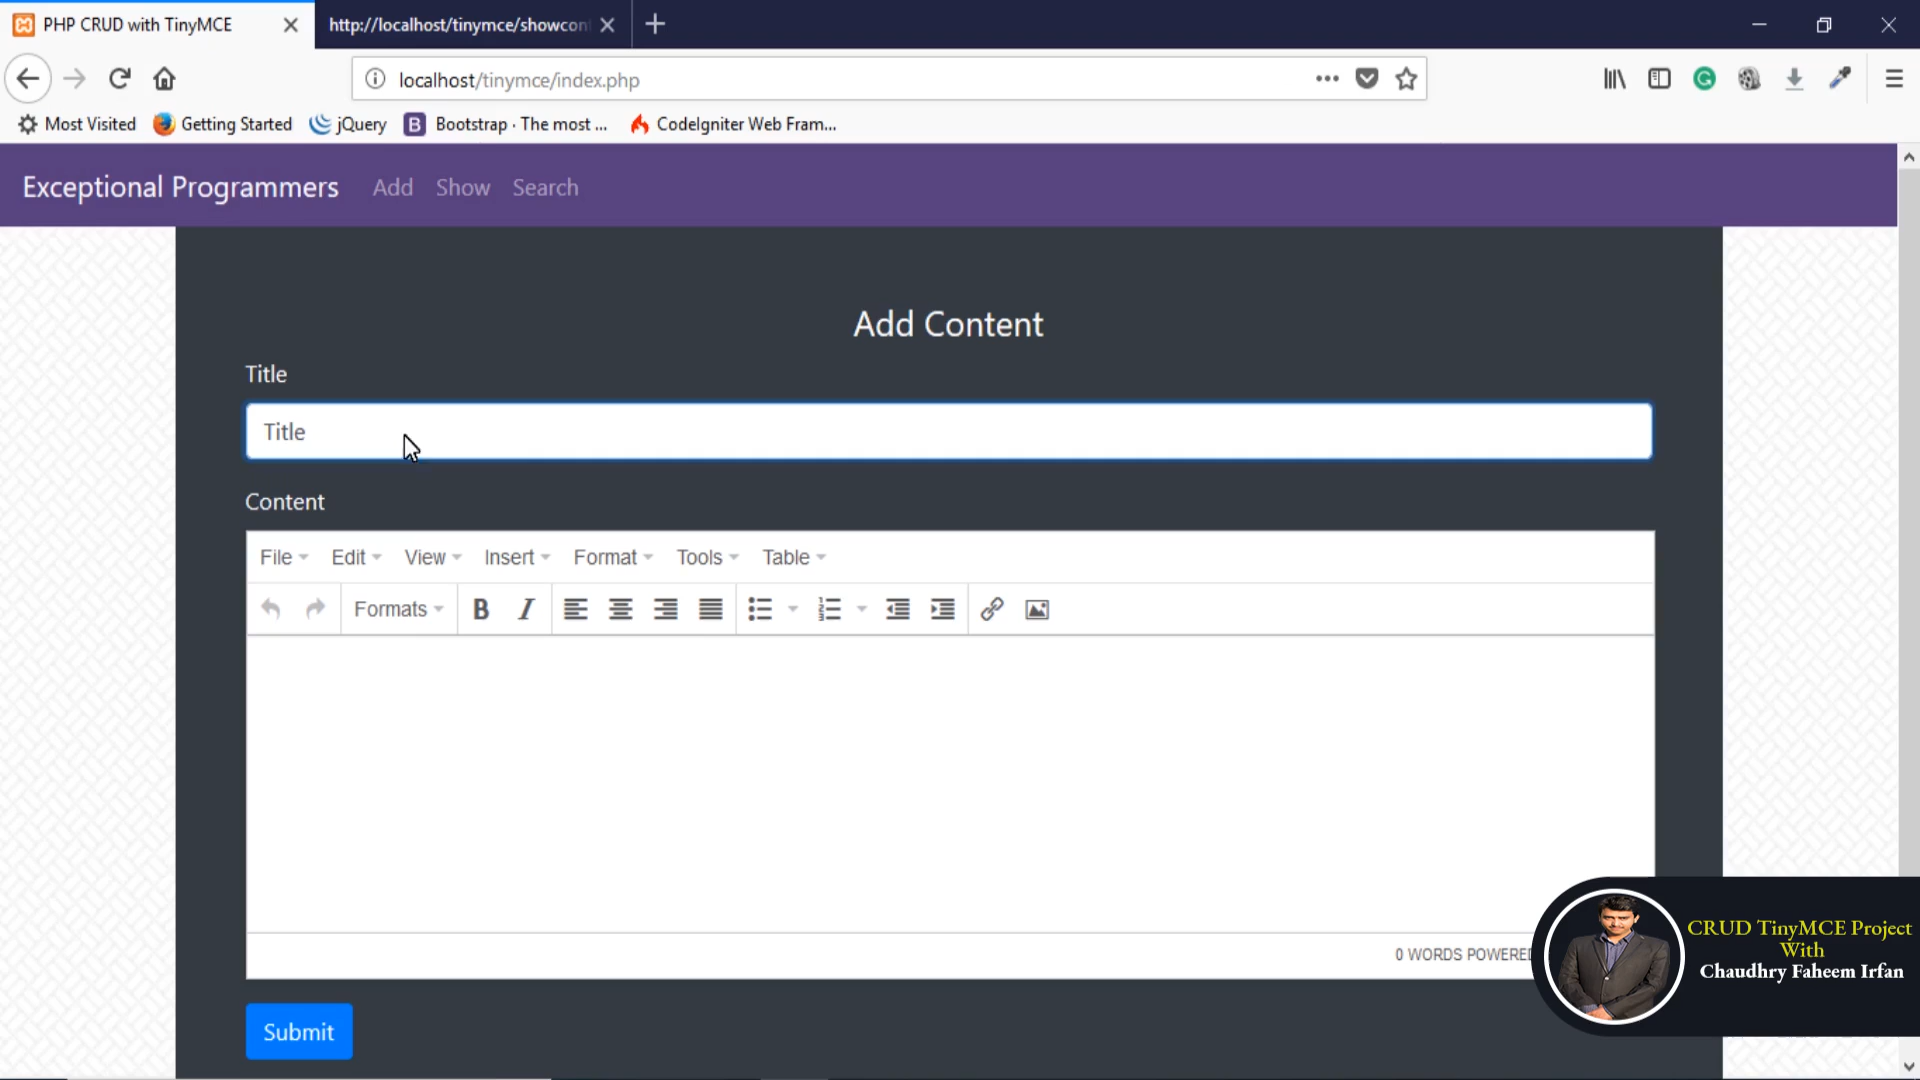 PHP CRUD with TinyMCE
http://localhost/tinymce/showcon
localhost/tinymce/index.php
Most Visited Getting Started jQuery B Bootstrap · The most ... CodeIgniter Web Fram...
Exceptional Programmers Add Show Search
Add Content
Title
Title
Content
File Edit View Insert Format Tools Table
Formats B I
0 WORDS POWERED
CRUD TinyMCE Project
With
Chaudhry Faheem Irfan
Submit